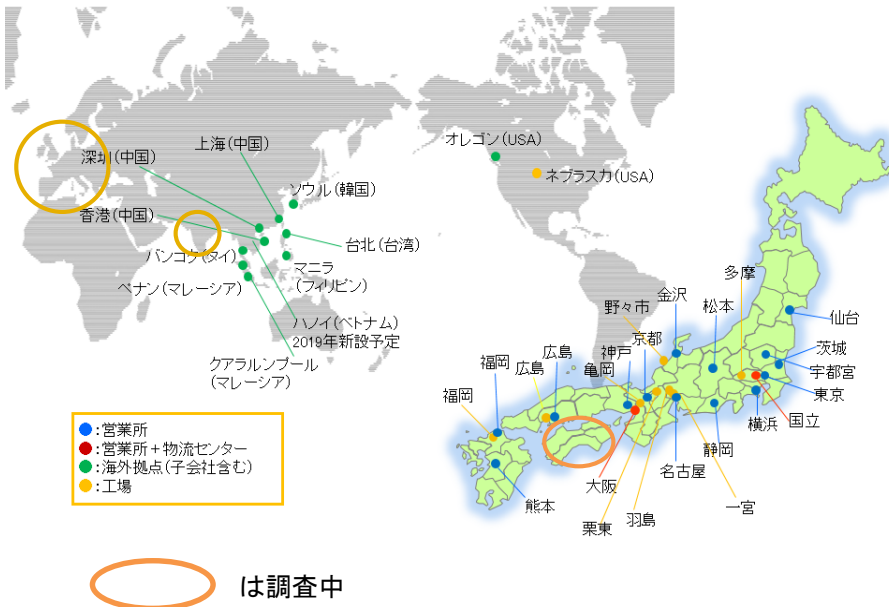 上海(中国)
深圳(中国)
ソウル(韓国)
香港(中国)
台北(台湾)
バンコク(タイ)
マニラ
(フィリピン)
ペナン(マレーシア)
ハノイ(ベトナム)
2019年新設予定
クアラルンプール
(マレーシア)
オレゴン(USA)
ネブラスカ(USA)
多摩
金沢
松本
野々市
仙台
京都
茨城
神戸
広島
福岡
宇都宮
亀岡
広島
東京
福岡
国立
横浜
静岡
名古屋
大阪
一宮
熊本
羽島
栗東
:営業所
:営業所+物流センター
:海外拠点(子会社含む)
:工場
は調査中